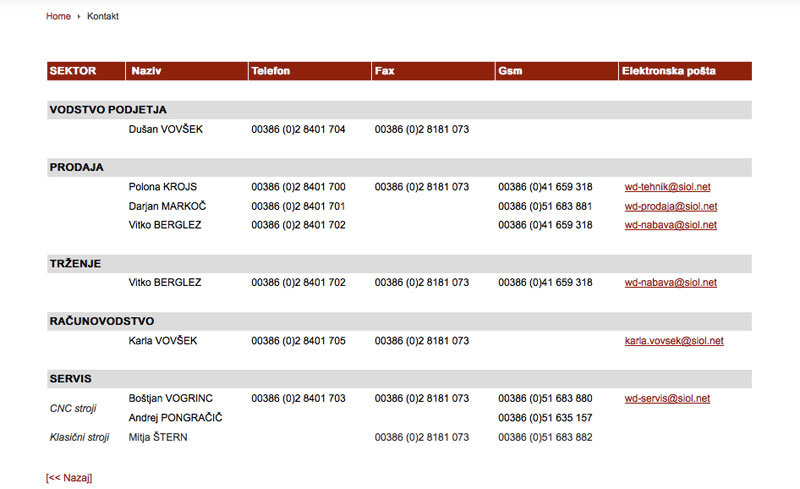 Home › Kontakt
SEKTOR Naziv Telefon Fax Gsm Elektronska pošta
VODSTVO PODJETJA
Dušan VOVŠEK 00386 (0)2 8401 704 00386 (0)2 8181 073
PRODAJA
Polona KROJS 00386 (0)2 8401 700 00386 (0)2 8181 073 00386 (0)41 659 318 wd-tehnik@siol.net
Darjan MARKOČ 00386 (0)2 8401 701 00386 (0)51 683 881 wd-prodaja@siol.net
Vitko BERGLEZ 00386 (0)2 8401 702 00386 (0)41 659 318 wd-nabava@siol.net
TRŽENJE
Vitko BERGLEZ 00386 (0)2 8401 702 00386 (0)2 8181 073 00386 (0)41 659 318 wd-nabava@siol.net
RAČUNOVODSTVO
Karla VOVŠEK 00386 (0)2 8401 705 00386 (0)2 8181 073 karla.vovsek@siol.net
SERVIS
CNC stroji Boštjan VOGRINC 00386 (0)2 8401 703 00386 (0)2 8181 073 00386 (0)51 683 880 wd-servis@siol.net
Andrej PONGRAČIČ 00386 (0)51 635 157
Klasični stroji Mitja ŠTERN 00386 (0)2 8181 073 00386 (0)51 683 882
[<< Nazaj]